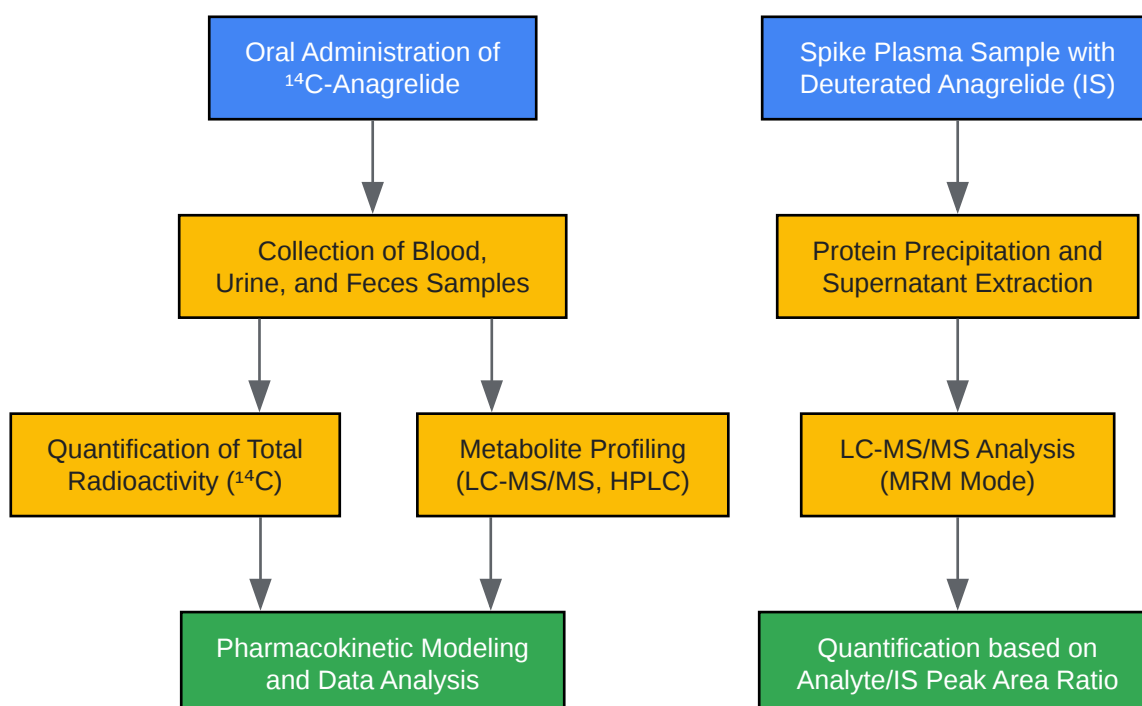 Oral Administration of
¹⁴C-Anagrelide
Collection of Blood,
Urine, and Feces Samples
Quantification of Total
Radioactivity (¹⁴C)
Metabolite Profiling
(LC-MS/MS, HPLC)
Pharmacokinetic Modeling
and Data Analysis
Spike Plasma Sample with
Deuterated Anagrelide (IS)
Protein Precipitation and
Supernatant Extraction
LC-MS/MS Analysis
(MRM Mode)
Quantification based on
Analyte/IS Peak Area Ratio